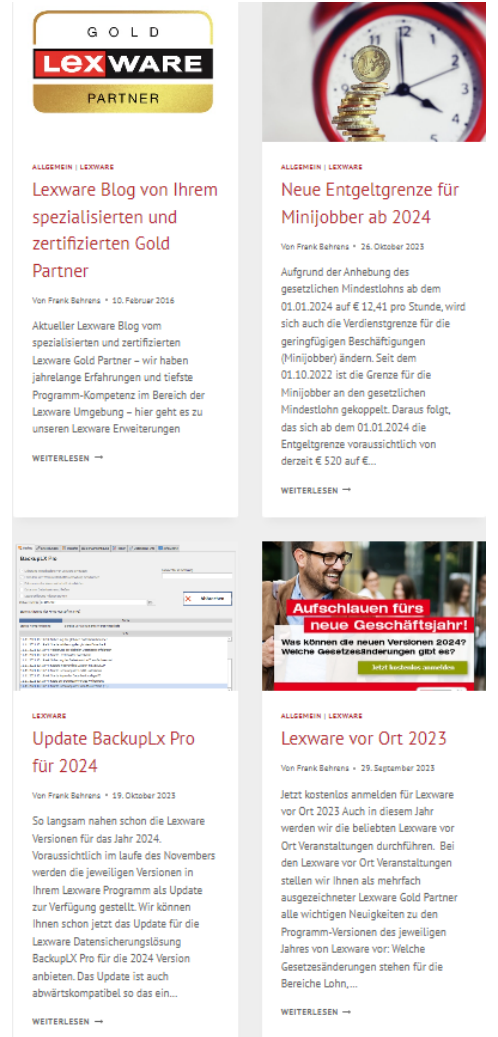 GOLD
LEXWARE
PARTNER
ALLGEMEIN | LEXWARE
Lexware Blog von Ihrem
spezialisierten und
zertifizierten Gold
Partner
Von Frank Behrens • 10. Februar 2016
Aktueller Lexware Blog vom
spezialisierten und zertifizierten
Lexware Gold Partner – wir haben
jahrelange Erfahrungen und tiefste
Programm-Kompetenz im Bereich der
Lexware Umgebung – hier geht es zu
unseren Lexware Erweiterungen
WEITERLESEN →
ALLGEMEIN | LEXWARE
Neue Entgeltgrenze für
Minijobber ab 2024
Von Frank Behrens • 26. Oktober 2023
Aufgrund der Anhebung des
gesetzlichen Mindestlohns ab dem
01.01.2024 auf € 12,41 pro Stunde, wird
sich auch die Verdienstgrenze für die
geringfügigen Beschäftigungen
(Minijobber) ändern. Seit dem
01.10.2022 ist die Grenze für die
Minijobber an den gesetzlichen
Mindestlohn gekoppelt. Daraus folgt,
das sich ab dem 01.01.2024 die
Entgeltgrenze voraussichtlich von
derzeit € 520 auf €...
WEITERLESEN →
BackupLX Pro
LEXWARE
Update BackupLx Pro
für 2024
Von Frank Behrens • 19. Oktober 2023
So langsam nahen schon die Lexware
Versionen für das Jahr 2024.
Voraussichtlich im laufe des Novembers
werden die jeweiligen Versionen in
Ihrem Lexware Programm als Update
zur Verfügung gestellt. Wir können
Ihnen schon jetzt das Update für die
Lexware Datensicherungslösung
BackupLX Pro für die 2024 Version
anbieten. Das Update ist auch
abwärtskompatibel so das ein...
WEITERLESEN →
Aufschlauen fürs
neue Geschäftsjahr!
Was können die neuen Versionen 2024?
Welche Gesetzesänderungen gibt es?
Jetzt kostenlos anmelden
ALLGEMEIN | LEXWARE
Lexware vor Ort 2023
Von Frank Behrens • 29. September 2023
Jetzt kostenlos anmelden für Lexware
vor Ort 2023 Auch in diesem Jahr
werden wir die beliebten Lexware vor
Ort Veranstaltungen durchführen. Bei
den Lexware vor Ort Veranstaltungen
stellen wir Ihnen als mehrfach
ausgezeichneter Lexware Gold Partner
alle wichtigen Neuigkeiten zu den
Programm-Versionen des jeweiligen
Jahres von Lexware vor: Welche
Gesetzesänderungen stehen für die
Bereiche Lohn,...
WEITERLESEN →